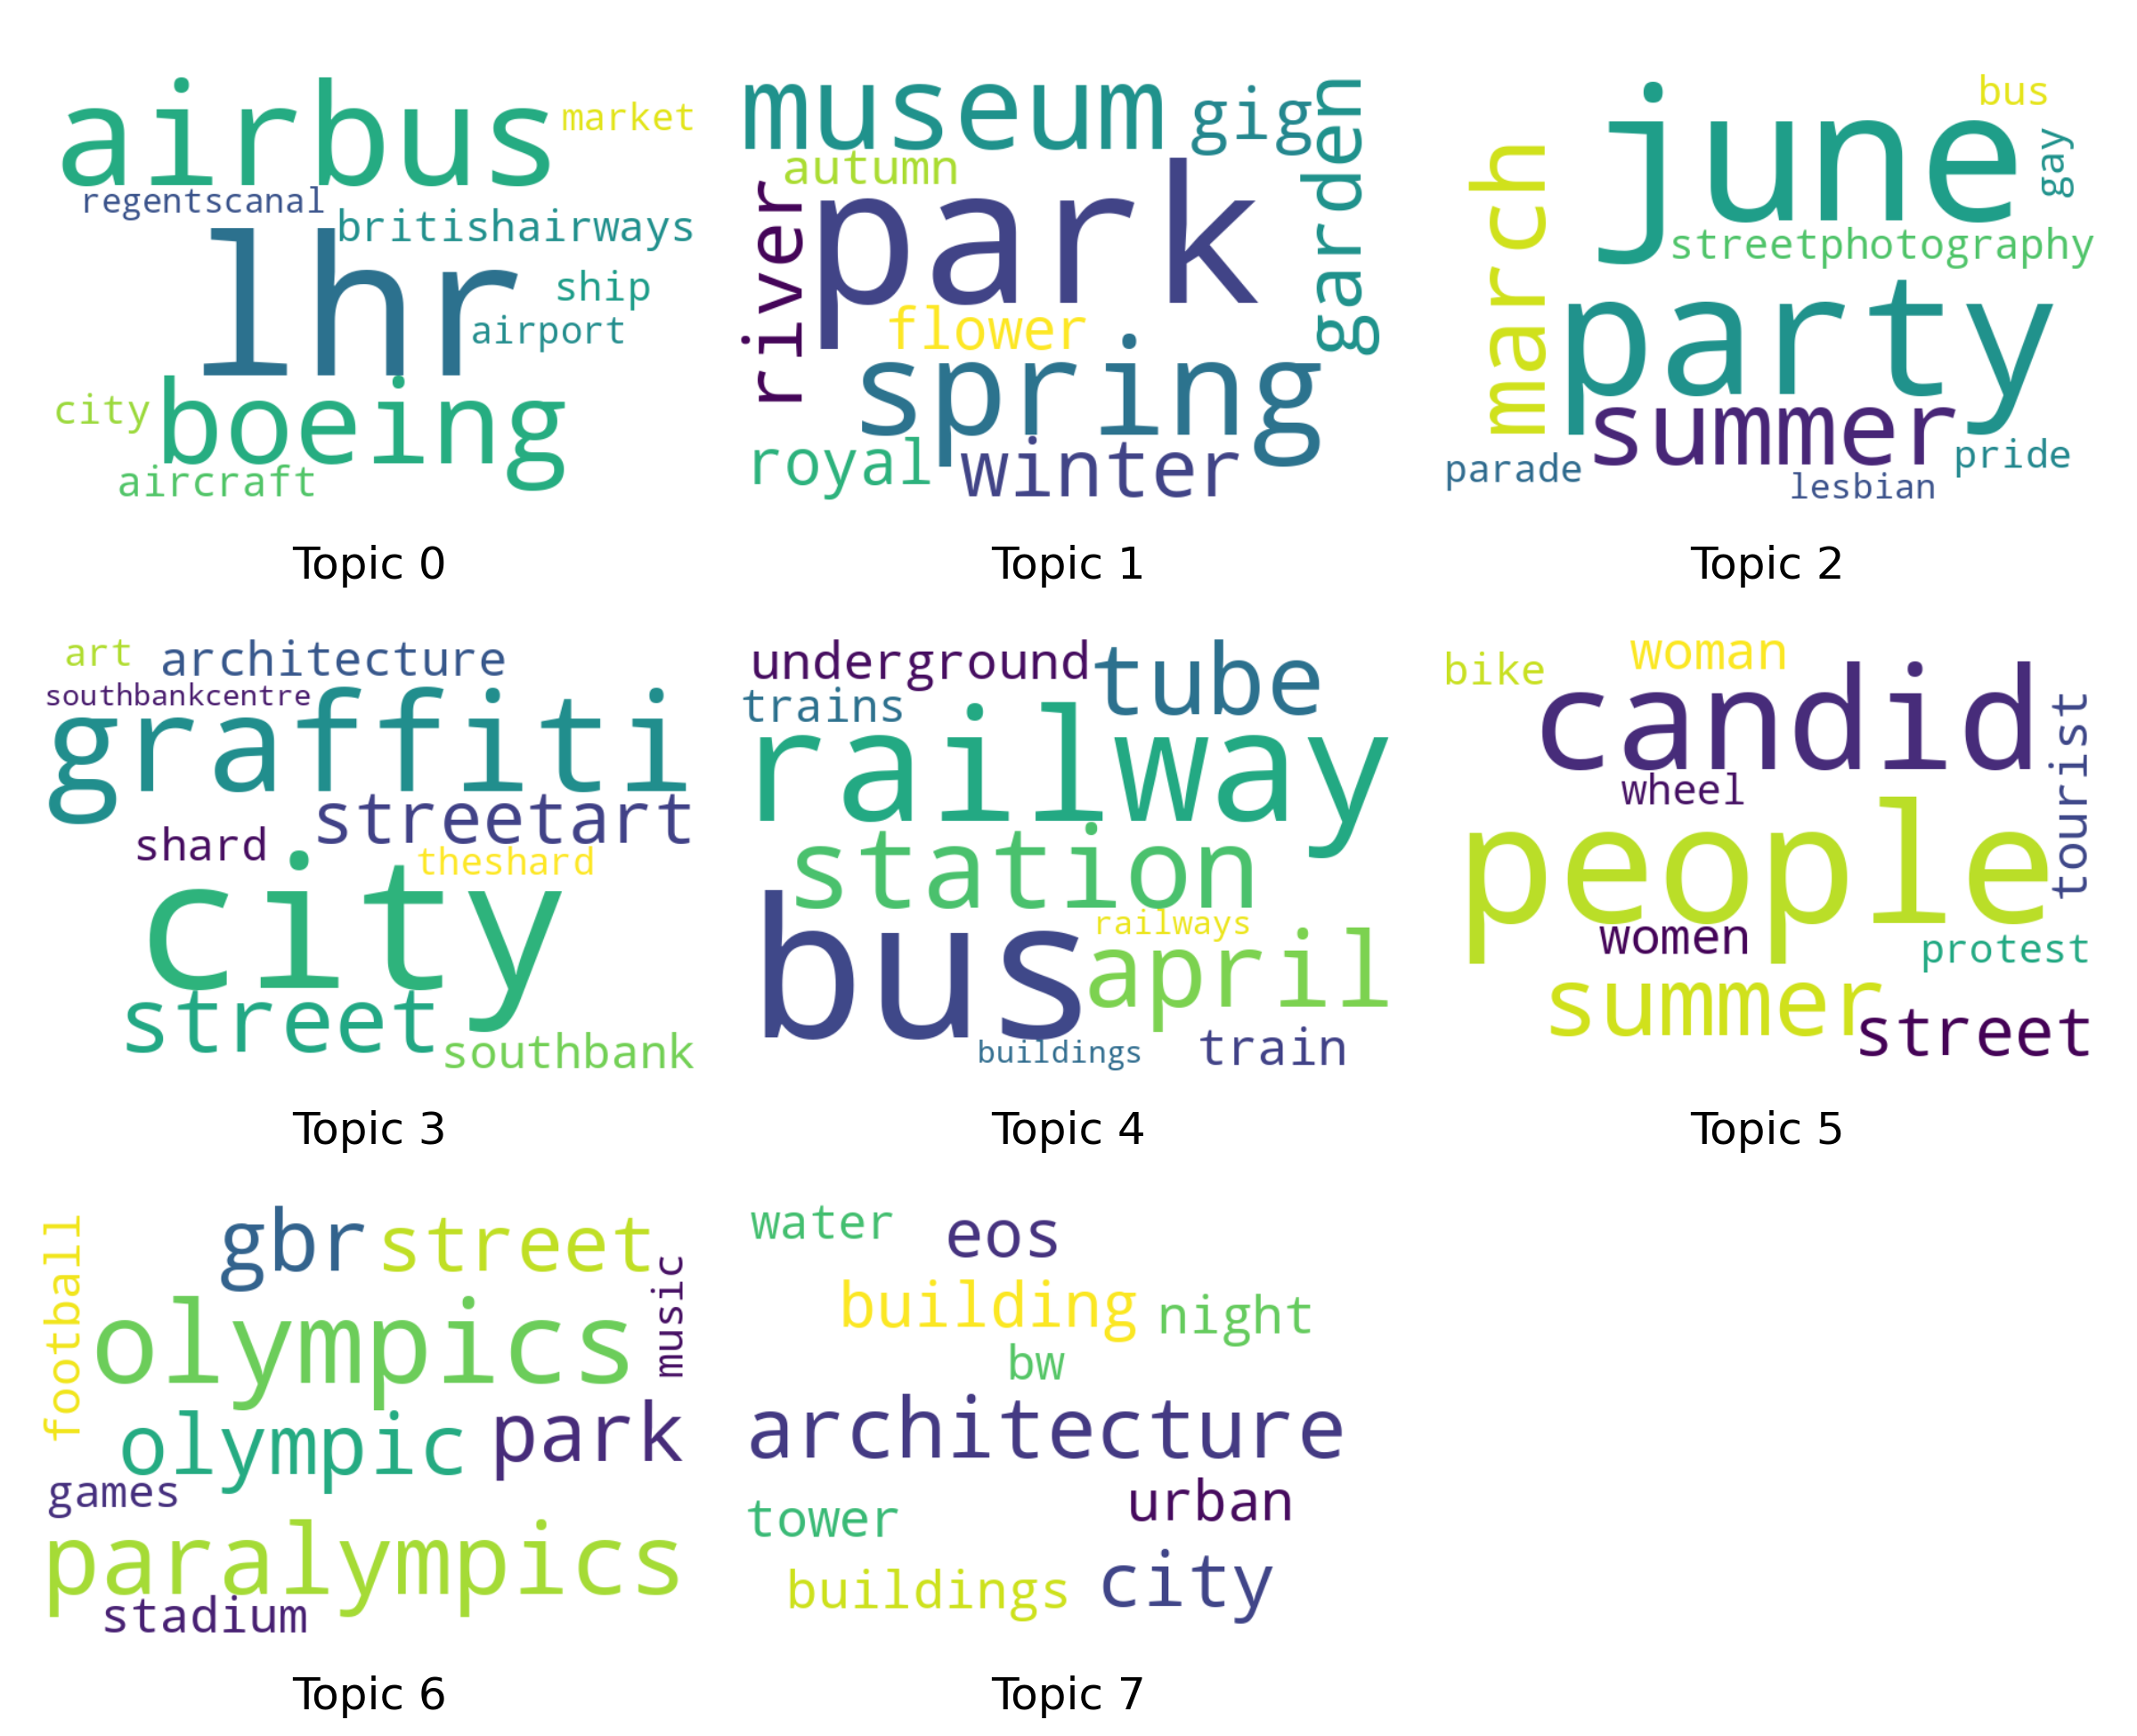 airbus
market
regentscanal
britishairways
lhr
ship
airport
city
boeing
aircraft
Topic 0
museum
gig
garden
autumn
river
park
flower
spring
royal
winter
Topic 1
june
bus
gay
march
streetphotography
party
summer
parade
pride
lesbian
Topic 2
art
architecture
southbankcentre
graffiti
streetart
shard
theshard
city
street
southbank
Topic 3
underground
tube
trains
railway
station
railways
bus
april
buildings
train
Topic 4
bike
woman
candid
tourist
wheel
people
women
protest
summer
street
Topic 5
football
gbr
street
music
olympics
olympic
park
games
paralympics
stadium
Topic 6
water
eos
building
night
bw
architecture
urban
tower
buildings
city
Topic 7